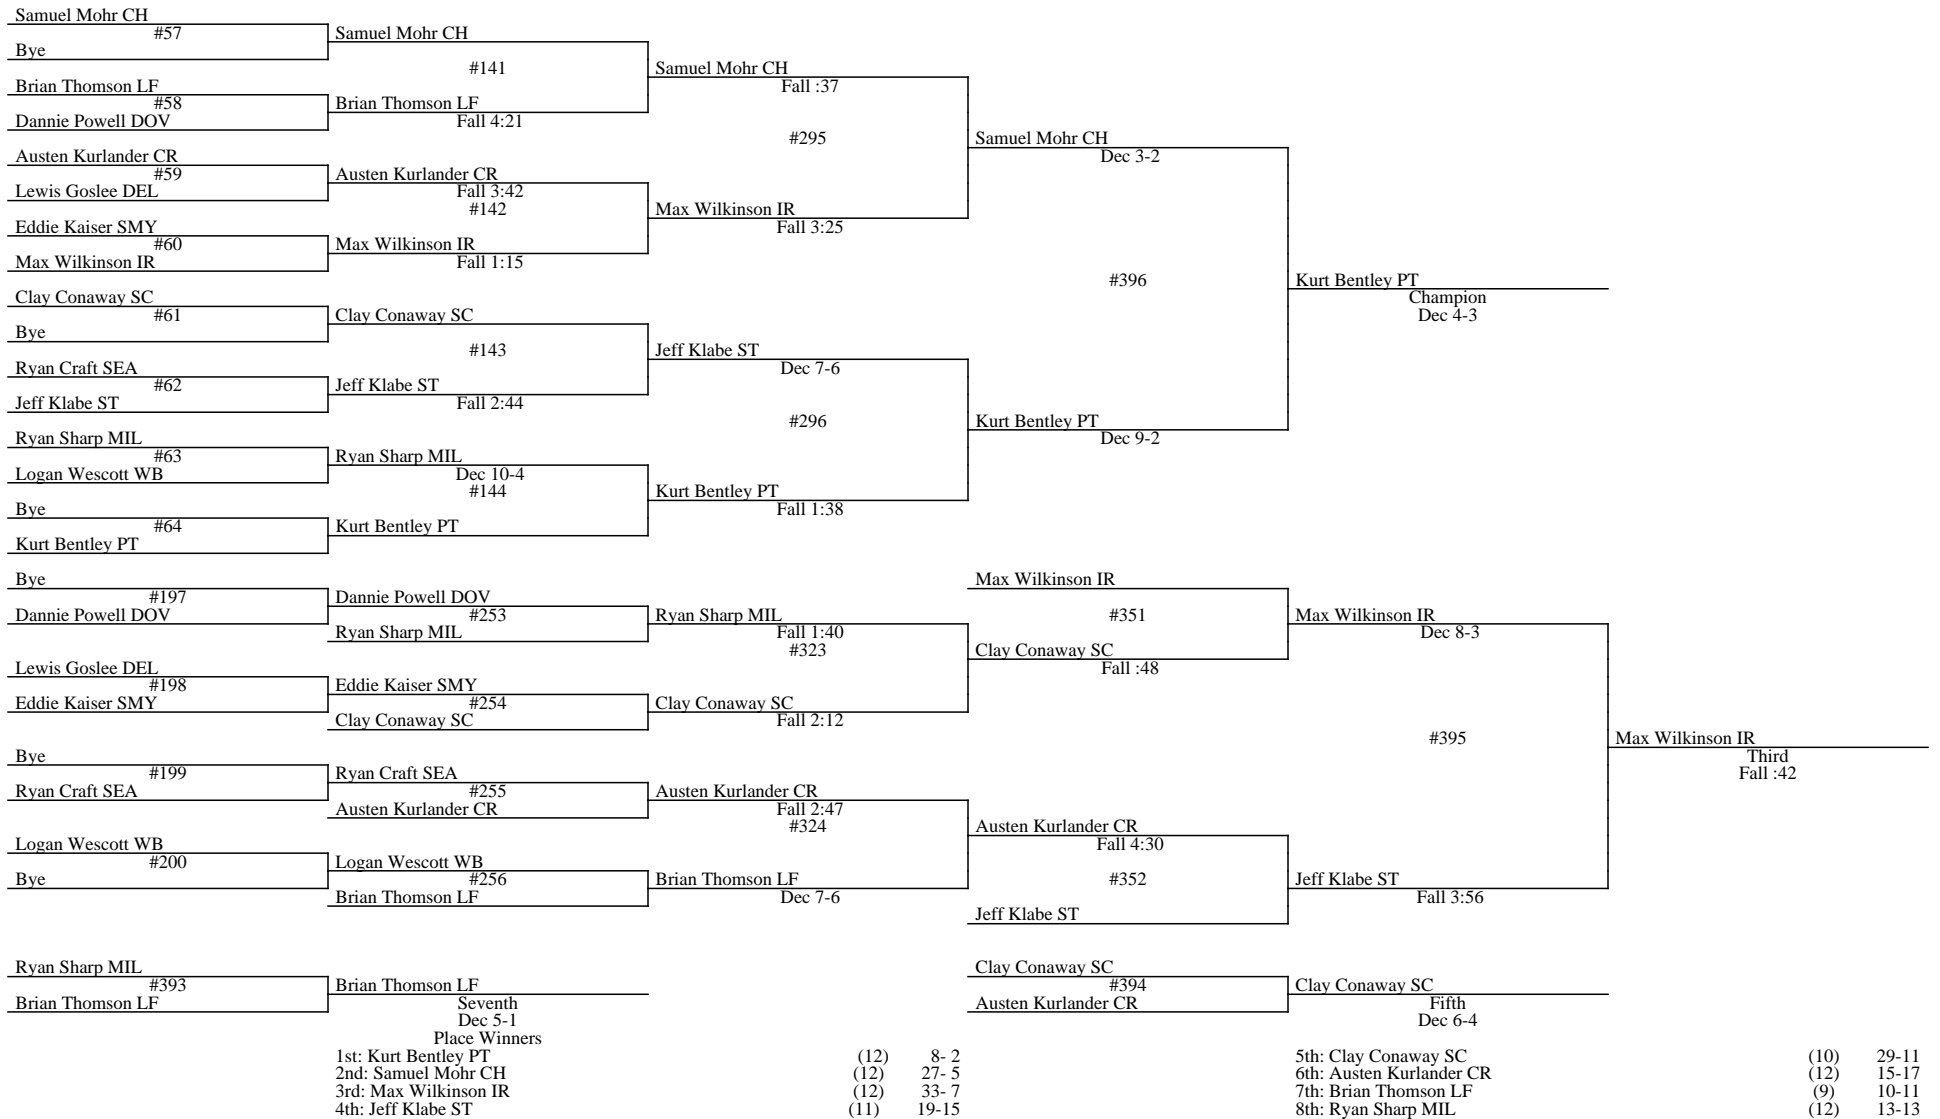 Samuel Mohr CH
#57
Bye
Samuel Mohr CH
#141
Brian Thomson LF
#58
Dannie Powell DOV
Brian Thomson LF
Fall 4:21
Samuel Mohr CH
Fall :37
#295
Austen Kurlander CR
#59
Lewis Goslee DEL
Austen Kurlander CR
Fall 3:42
#142
Eddie Kaiser SMY
#60
Max Wilkinson IR
Max Wilkinson IR
Fall 1:15
Max Wilkinson IR
Fall 3:25
Samuel Mohr CH
Dec 3-2
#396
Clay Conaway SC
#61
Bye
Clay Conaway SC
#143
Ryan Craft SEA
#62
Jeff Klabe ST
Jeff Klabe ST
Fall 2:44
Jeff Klabe ST
Dec 7-6
#296
Ryan Sharp MIL
#63
Logan Wescott WB
Ryan Sharp MIL
Dec 10-4
#144
Bye
#64
Kurt Bentley PT
Kurt Bentley PT
Kurt Bentley PT
Fall 1:38
Kurt Bentley PT
Dec 9-2
Kurt Bentley PT
Champion
Dec 4-3
Bye
#197
Dannie Powell DOV
Dannie Powell DOV
#253
Ryan Sharp MIL
Ryan Sharp MIL
Fall 1:40
#323
Lewis Goslee DEL
#198
Eddie Kaiser SMY
Eddie Kaiser SMY
#254
Clay Conaway SC
Clay Conaway SC
Fall 2:12
Max Wilkinson IR
#351
Clay Conaway SC
Fall :48
Max Wilkinson IR
Dec 8-3
#395
Bye
#199
Ryan Craft SEA
Ryan Craft SEA
#255
Austen Kurlander CR
Austen Kurlander CR
Fall 2:47
#324
Logan Wescott WB
#200
Bye
Logan Wescott WB
#256
Brian Thomson LF
Brian Thomson LF
Dec 7-6
Austen Kurlander CR
Fall 4:30
#352
Jeff Klabe ST
Jeff Klabe ST
Fall 3:56
Max Wilkinson IR
Third
Fall :42
Ryan Sharp MIL
#393
Brian Thomson LF
Brian Thomson LF
Seventh
Dec 5-1
Clay Conaway SC
#394
Austen Kurlander CR
Clay Conaway SC
Fifth
Dec 6-4
Place Winners
1st: Kurt Bentley PT (12) 8- 2
2nd: Samuel Mohr CH (12) 27- 5
3rd: Max Wilkinson IR (12) 33- 7
4th: Jeff Klabe ST (11) 19-15
5th: Clay Conaway SC (10) 29-11
6th: Austen Kurlander CR (12) 15-17
7th: Brian Thomson LF (9) 10-11
8th: Ryan Sharp MIL (12) 13-13